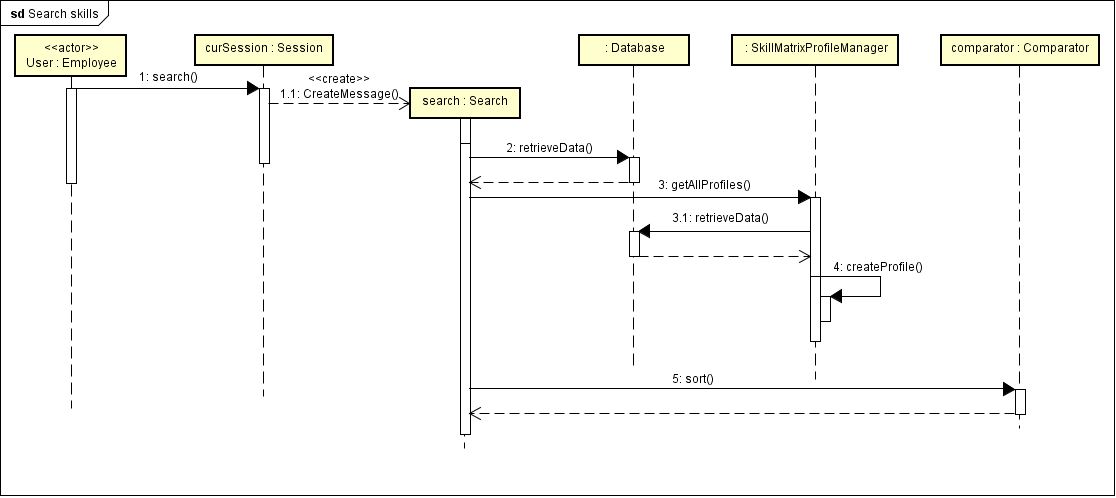 sd Search skills
<<actor>>
User : Employee
curSession : Session
: Database
: SkillMatrixProfileManager
comparator : Comparator
1: search()
<<create>>
1.1: CreateMessage()
search : Search
2: retrieveData()
3: getAllProfiles()
3.1: retrieveData()
4: createProfile()
5: sort()